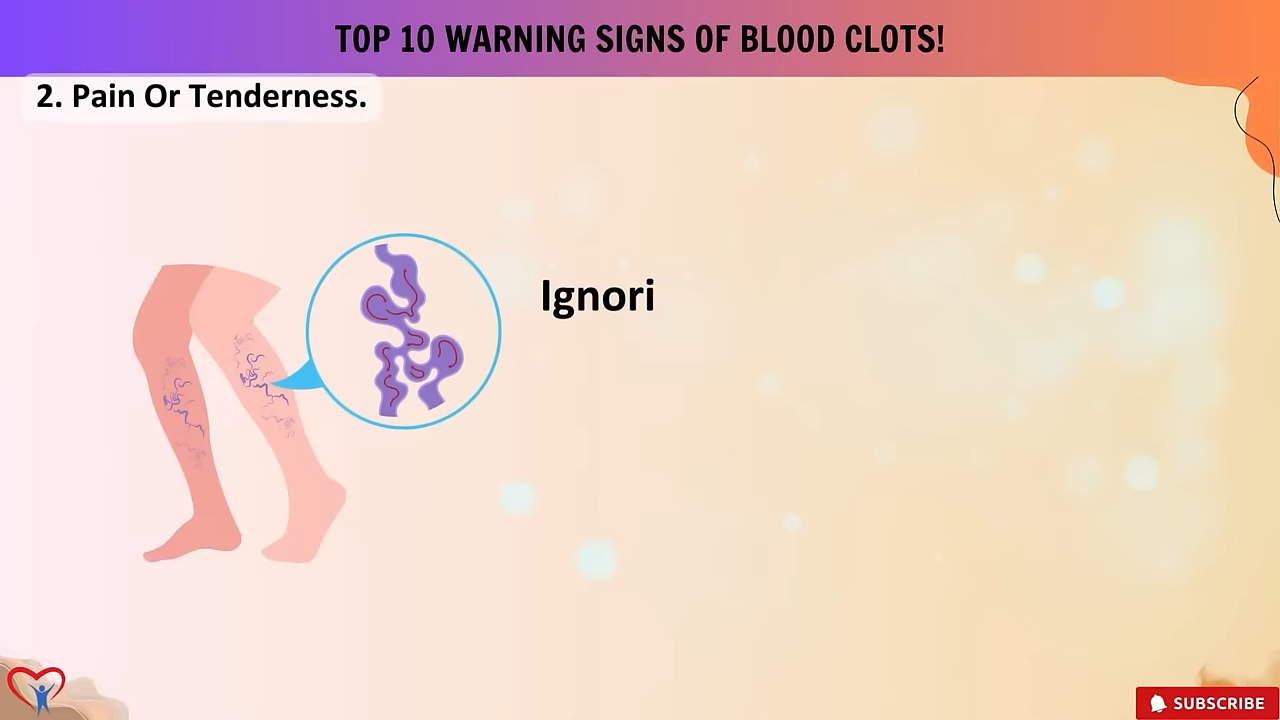 TOP 10 WARNING SIGNS OF BLOOD CLOTS!
2. Pain Or Tenderness.
Ignori
SUBSCRIBE